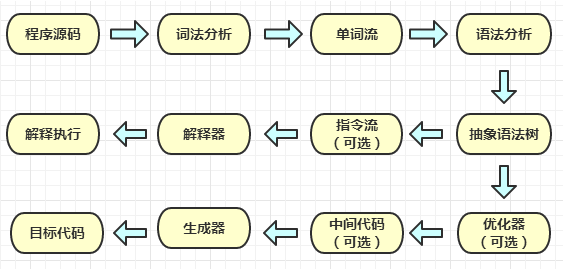 程序源码
词法分析
单词流
语法分析
解释执行
解释器
指令流
（可选）
抽象语法树
目标代码
生成器
中间代码
（可选）
优化器
（可选）